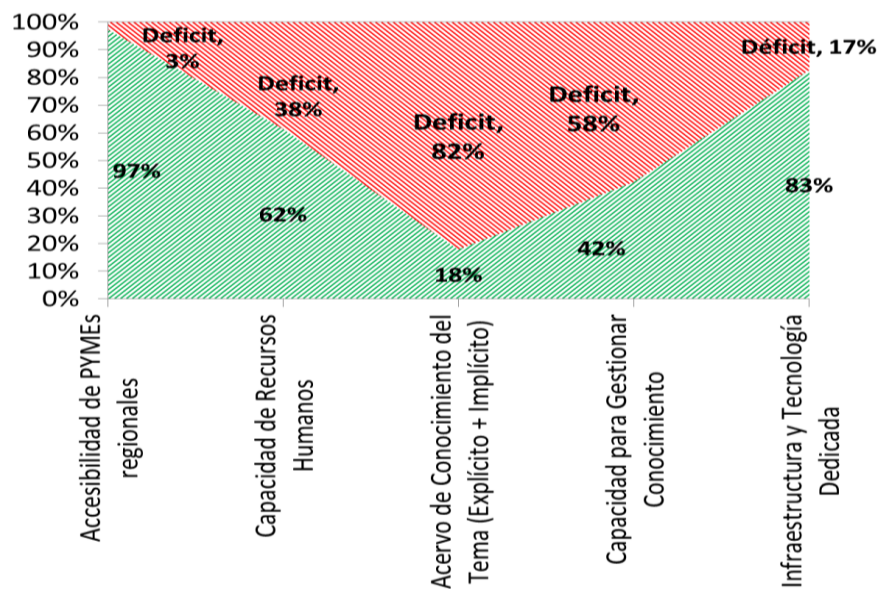 100%
90%
80%
70%
60%
50%
40%
30%
20%
10%
0%
Deficit,
3%
Deficit,
38%
Deficit,
82%
Deficit,
58%
Déficit, 17%
97%
62%
18%
42%
83%
Accesibilidad de PYMEs
regionales
Capacidad de Recursos
Humanos
Acervo de Conocimiento del
Tema (Explícito + Implícito)
Capacidad para Gestionar
Conocimiento
Infraestructura y Tecnología
Dedicada